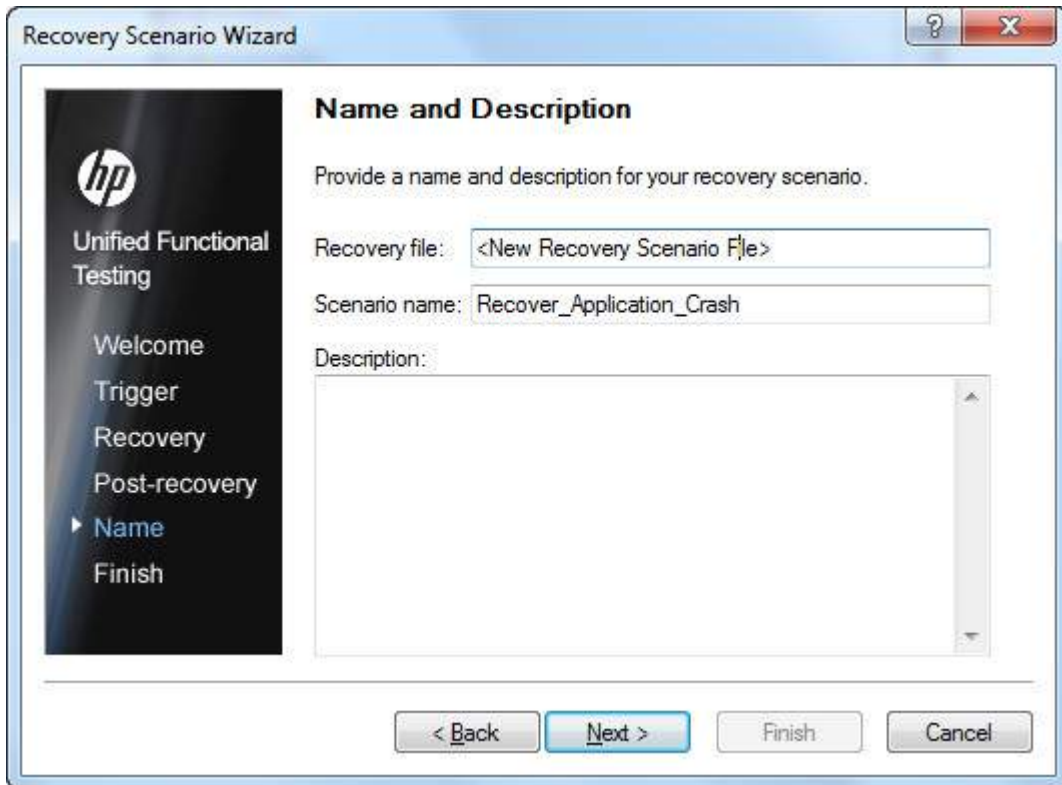 Recovery Scenario Wizard
?
hp
Unified Functional
Testing
Welcome
Trigger
Recovery
Post-recovery
Name
Finish
Name and Description
Provide a name and description for your recovery scenario.
Recovery file: <New Recovery Scenario File>
Scenario name: Recover_Application_Crash
Description:
< Back Next > Finish Cancel